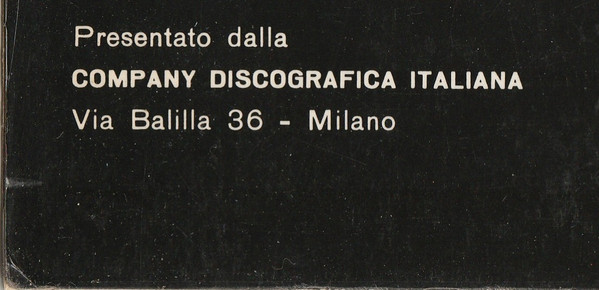 Presentato dalla
COMPANY DISCOGRAFICA ITALIANA
Via Balilla 36 - Milano